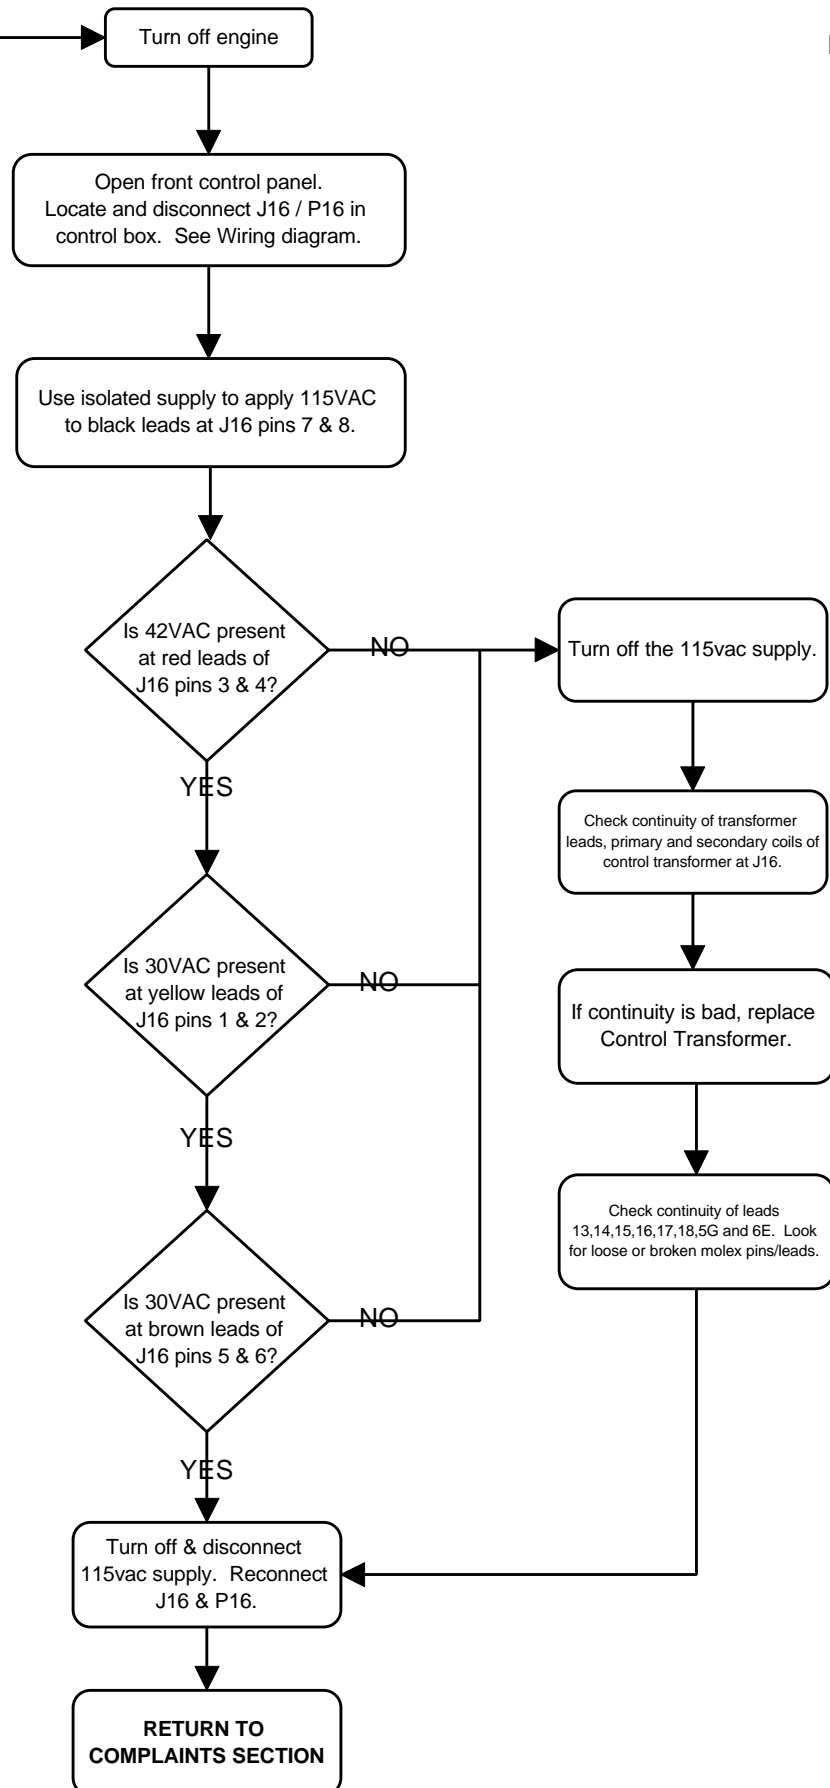 Turn off engine
Open front control panel.
Locate and disconnect J16 / P16 in
control box. See Wiring diagram.
Use isolated supply to apply 115VAC
to black leads at J16 pins 7 & 8.
Is 42VAC present
at red leads of
J16 pins 3 & 4?
NO
YES
Is 30VAC present
at yellow leads of
J16 pins 1 & 2?
NO
YES
Is 30VAC present
at brown leads of
J16 pins 5 & 6?
NO
YES
Turn off the 115vac supply.
Check continuity of transformer
leads, primary and secondary coils of
control transformer at J16.
If continuity is bad, replace
Control Transformer.
Check continuity of leads
13,14,15,16,17,18,5G and 6E. Look
for loose or broken molex pins/leads.
Turn off & disconnect
115vac supply. Reconnect
J16 & P16.
RETURN TO
COMPLAINTS SECTION